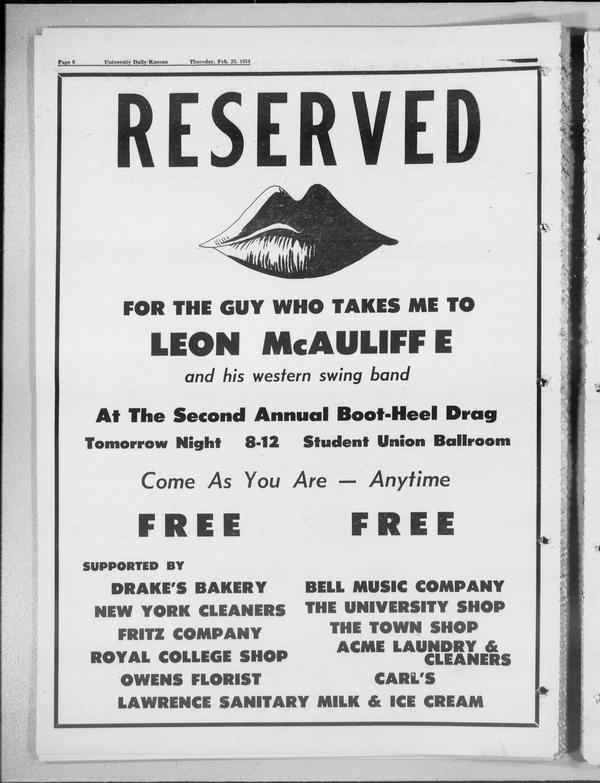 Page 8 University Daily Kansan Thursday, Feb. 25, 1954
RESERVED
FOR THE GUY WHO TAKES ME TO
LEON McAULIFFE
and his western swing band
At The Second Annual Boot-Heel Drag
Tomorrow Night 8-12 Student Union Ballroom
Come As You Are — Anytime
FREE FREE
SUPPORTED BY
DRAKE'S BAKERY
NEW YORK CLEANERS
FRITZ COMPANY
ROYAL COLLEGE SHOP
OWENS FLORIST
BELL MUSIC COMPANY
THE UNIVERSITY SHOP
THE TOWN SHOP
ACME LAUNDRY &
CLEANERS
CARL'S
LAWRENCE SANITARY MILK & ICE CREAM